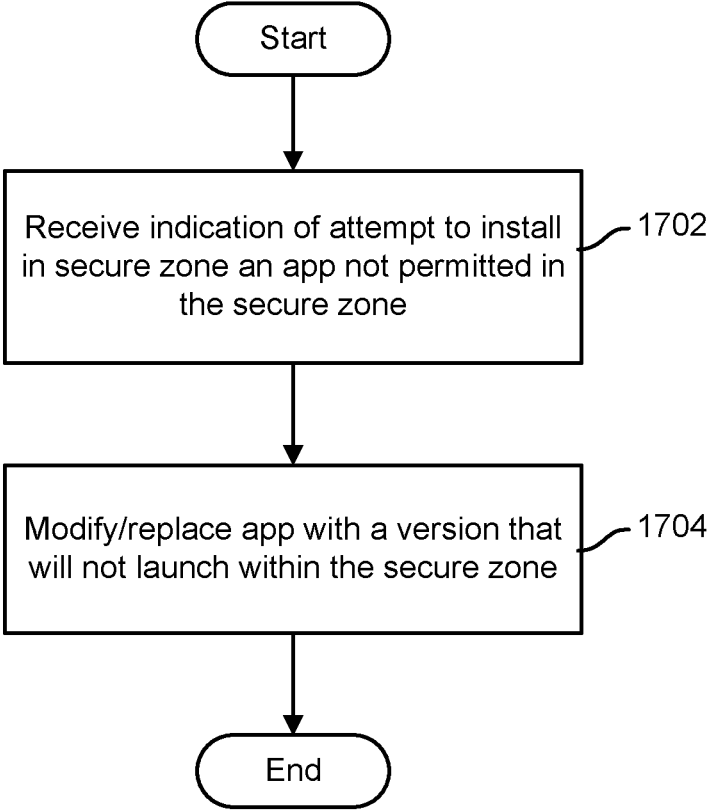 Start
Receive indication of attempt to install
in secure zone an app not permitted in
the secure zone
1702
Modify/replace app with a version that
will not launch within the secure zone
1704
End